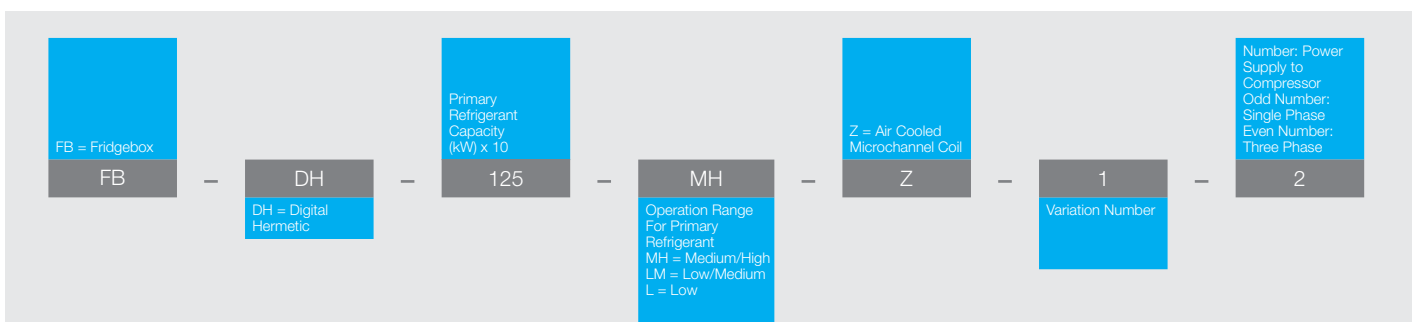 FB = Fridgebox
FB
–
DH
DH = Digital
Hermetic
–
Primary
Refrigerant
Capacity
(kW) x 10
125
–
MH
Operation Range
For Primary
Refrigerant
MH = Medium/High
LM = Low/Medium
L = Low
–
Z = Air Cooled
Microchannel Coil
Z
–
1
Variation Number
–
Number: Power
Supply to
Compressor
Odd Number:
Single Phase
Even Number:
Three Phase
2